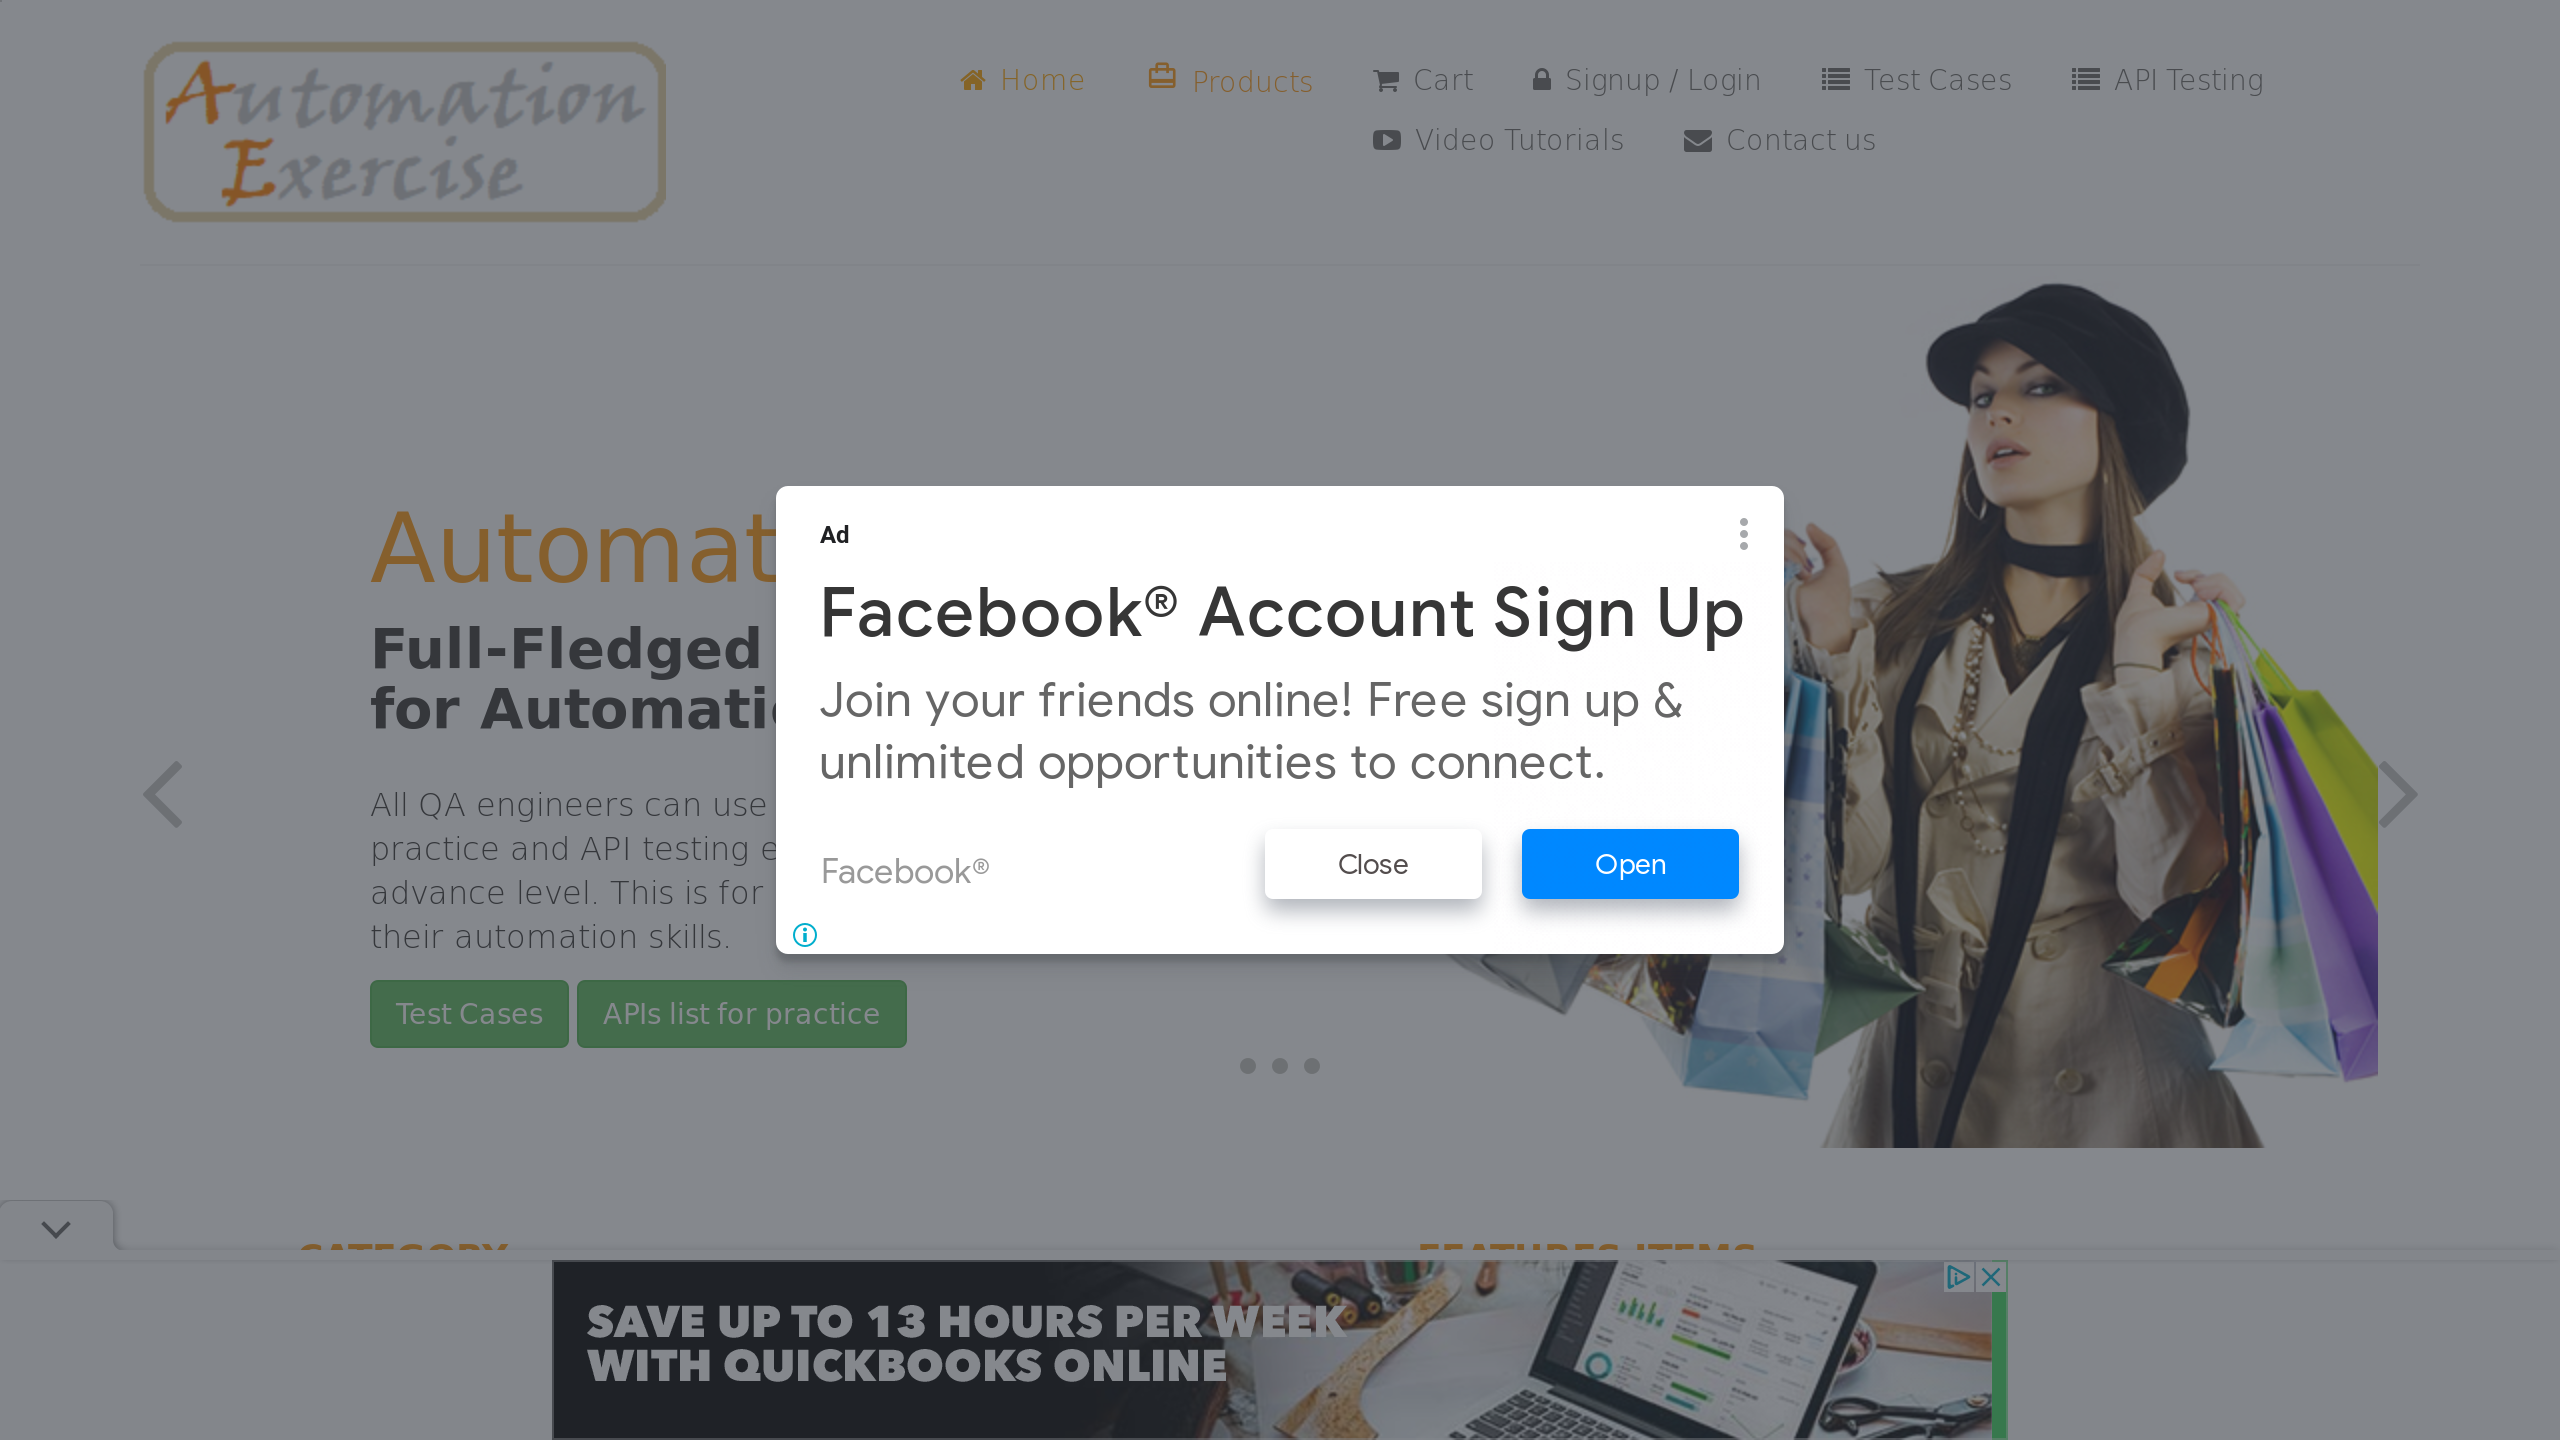 Automation
Exercise
Home
Products
Cart
Signup / Login
Test Cases
API Testing
Video Tutorials
Contact us
Automat
Full-Fledged
for Automati
All QA engineers can use
practice and API testing
advance level. This is for
their automation skills.
Test Cases
APIs list for practice
Ad
Facebook® Account Sign Up
Join your friends online! Free sign up &
unlimited opportunities to connect.
Facebook®
Close
Open
CATEGORY
FEATURES ITEMS
SAVE UP TO 13 HOURS PER WEEK
WITH QUICKBOOKS ONLINE